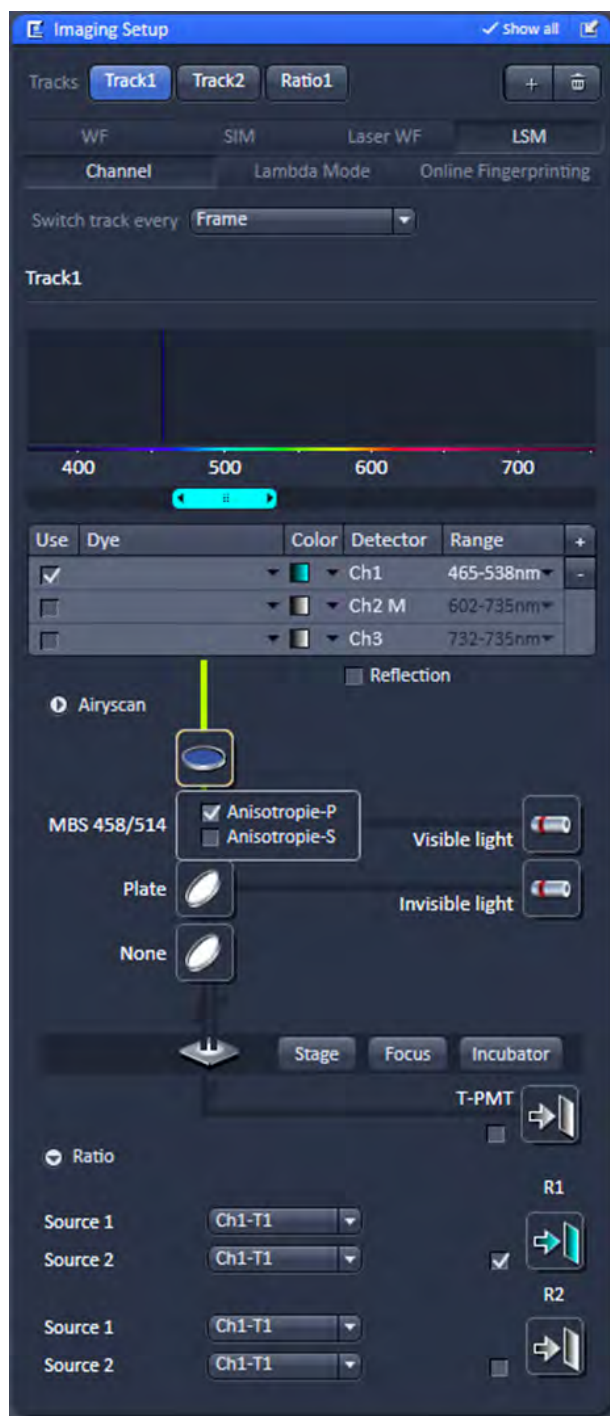 Imaging Setup
Show all
Tracks Track1 Track2 Ratio1 +
WF SIM Laser WF LSM
Channel Lambda Mode Online Fingerprinting
Switch track every Frame
Track1
400 500 600 700
Use Dye Color Detector Range +
Ch1 465-538nm -
Ch2 M 602-735nm
Ch3 732-735nm
Reflection
Airyscan
Anisotropie-P
MBS 458/514
Anisotropie-S
Visible light
Plate
Invisible light
None
Stage Focus Incubator
T-PMT
Ratio
R1
Source 1 Ch1-T1
Source 2 Ch1-T1
R2
Source 1 Ch1-T1
Source 2 Ch1-T1